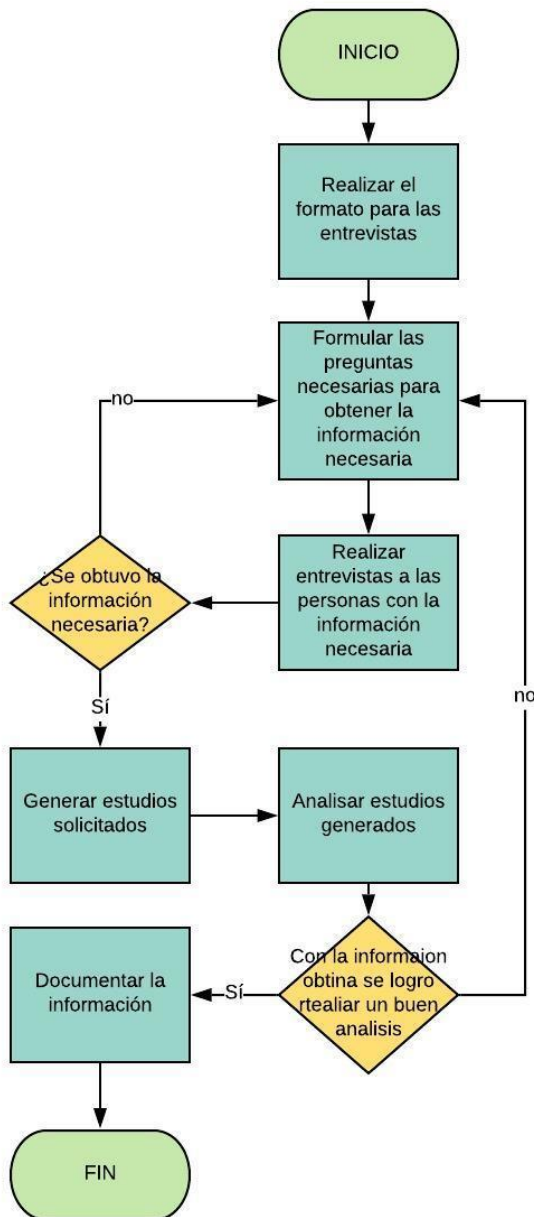 INICIO
Realizar el
formato para las
entrevistas
Formular las
preguntas
necesarias para
obtener la
información
necesaria
no
Realizar
entrevistas a las
personas con la
información
necesaria
¿Se obtuvo la
información
necesaria?
Sí
no
Generar estudios
solicitados
Analisar estudios
generados
Con la informajon
obtina se logro
rtealiar un buen
analisis
Sí
Documentar la
información
FIN